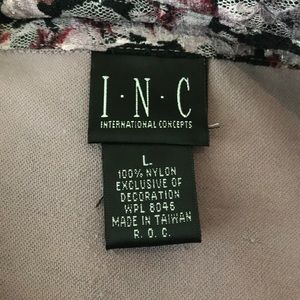 I·N·C
INTERNATIONAL CONCEPTS
L
100% NYLON
EXCLUSIVE OF
DECORATION
WPL 8046
MADE IN TAIWAN
R. O. C.